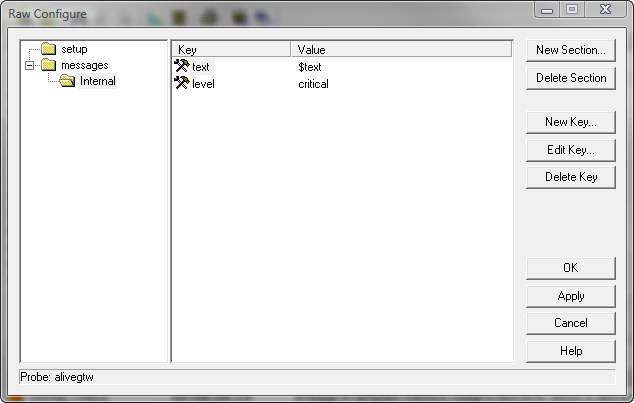 Raw Configure
setup
messages
Internal
Key Value
text $text
level critical
New Section...
Delete Section
New Key...
Edit Key...
Delete Key
OK
Apply
Cancel
Help
Probe: alivegtw